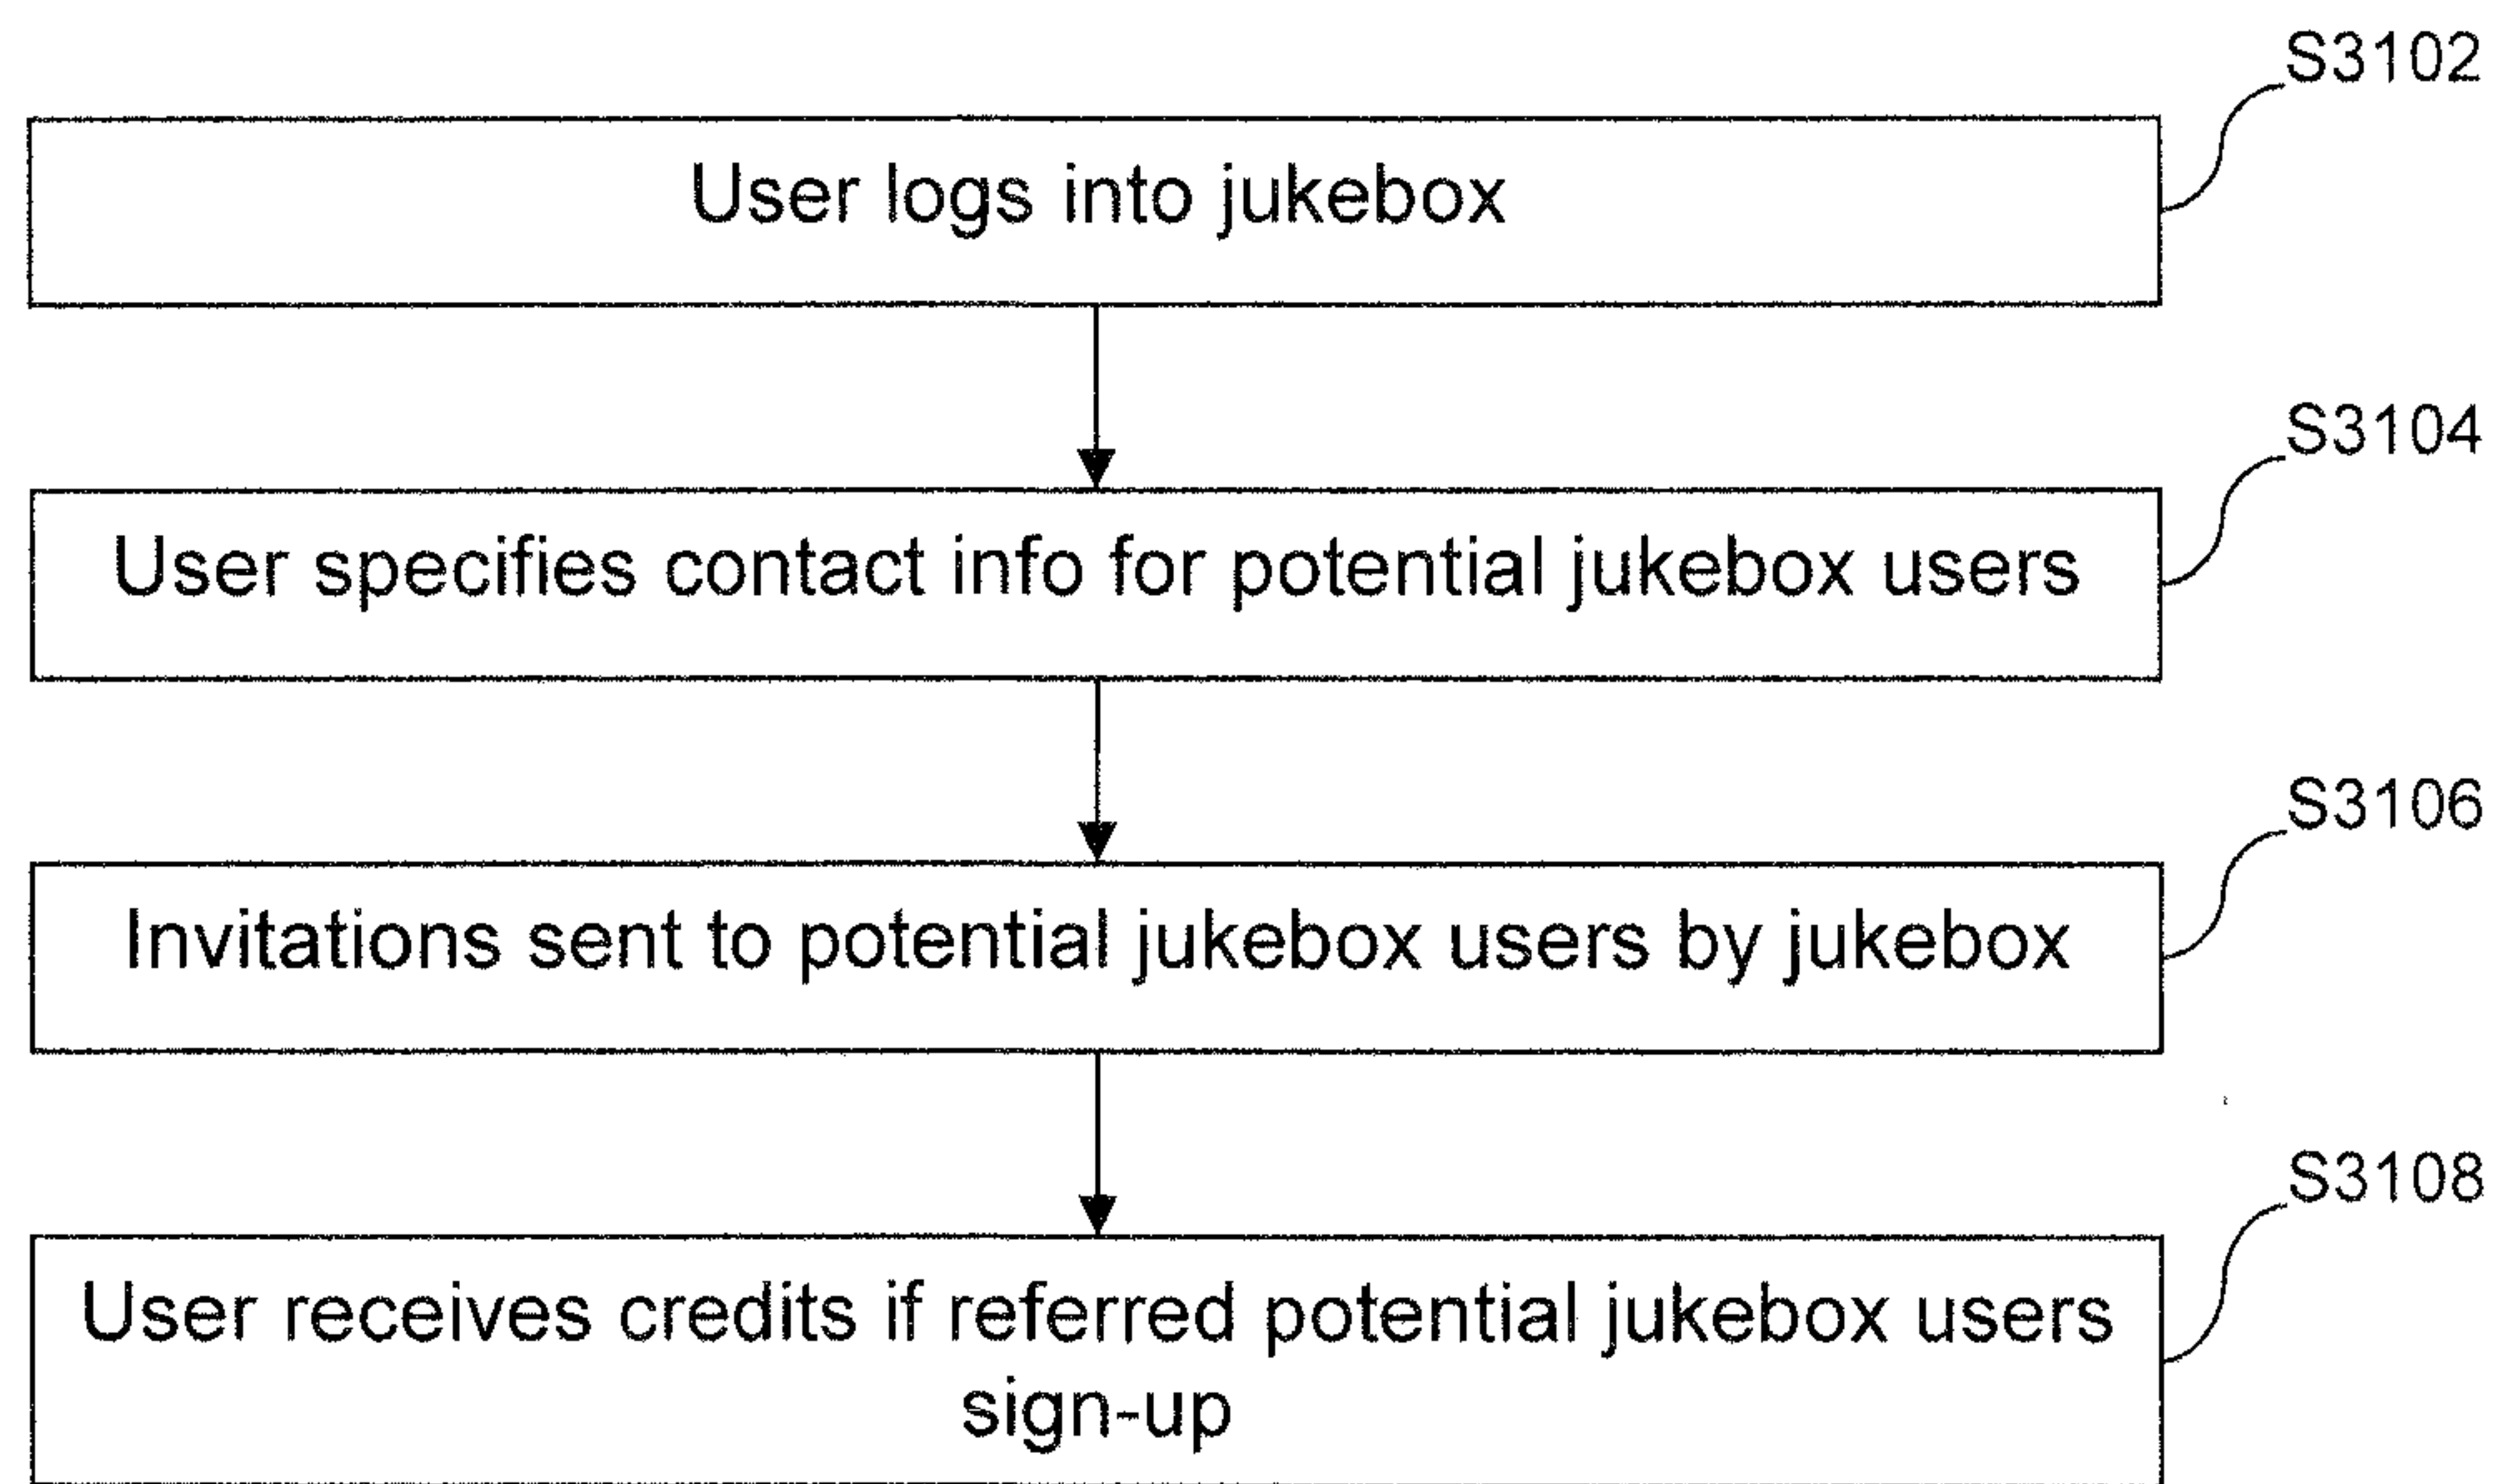 S3102
User logs into jukebox
S3104
User specifies contact info for potential jukebox users
S3106
Invitations sent to potential jukebox users by jukebox
S3108
User receives credits if referred potential jukebox users
sign-up